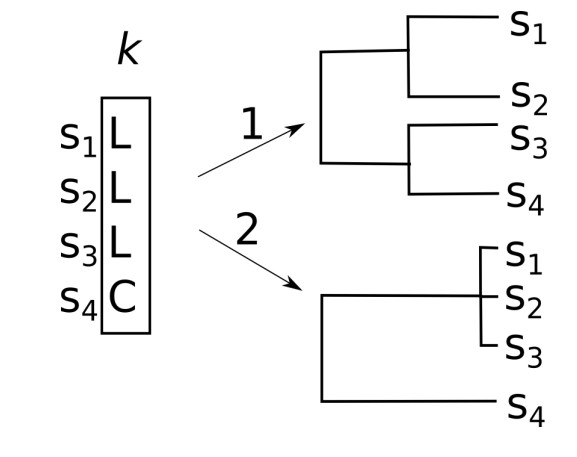 k
s₁ L
s₂ L
s₃ L
s₄ C
1
2
s₁
s₂
s₃
s₄
s₁
s₂
s₃
s₄